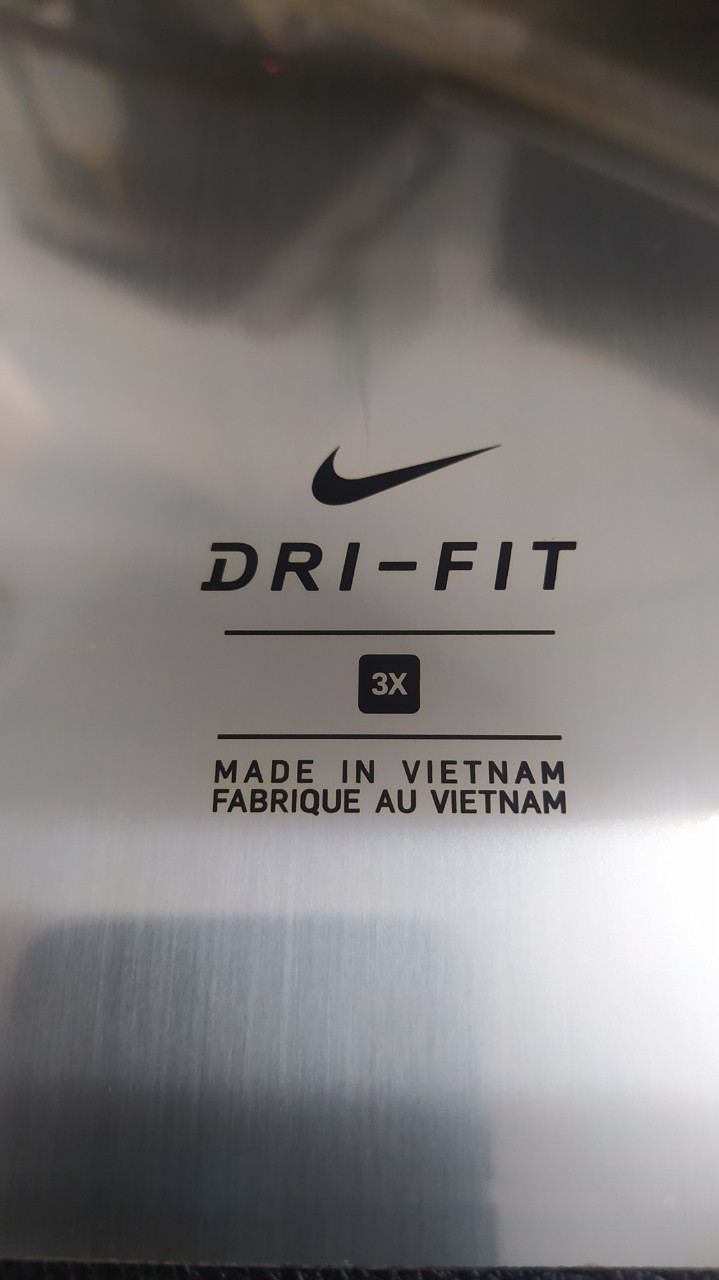 DRI-FIT
3X
MADE IN VIETNAM
FABRIQUE AU VIETNAM